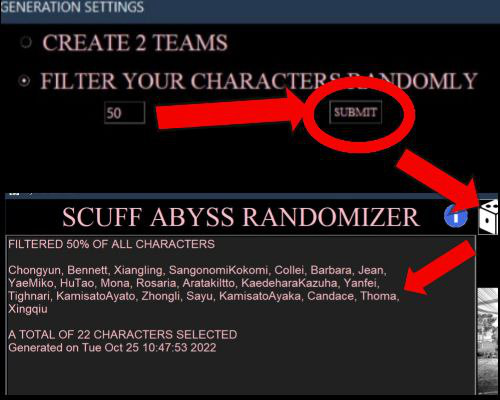 GENERATION SETTINGS
CREATE 2 TEAMS
FILTER YOUR CHARACTERS RANDOMLY
50
SUBMIT
SCUFF ABYSS RANDOMIZER
FILTERED 50% OF ALL CHARACTERS
Chongyun, Bennett, Xiangling, SangonomiKokomi, Collei, Barbara, Jean,
YaeMiko, HuTao, Mona, Rosaria, AratakiItto, KaedeharaKazuha, Yanfei,
Tighnari, KamisatoAyato, Zhongli, Sayu, KamisatoAyaka, Candace, Thoma,
Xingqiu
A TOTAL OF 22 CHARACTERS SELECTED
Generated on Tue Oct 25 10:47:53 2022